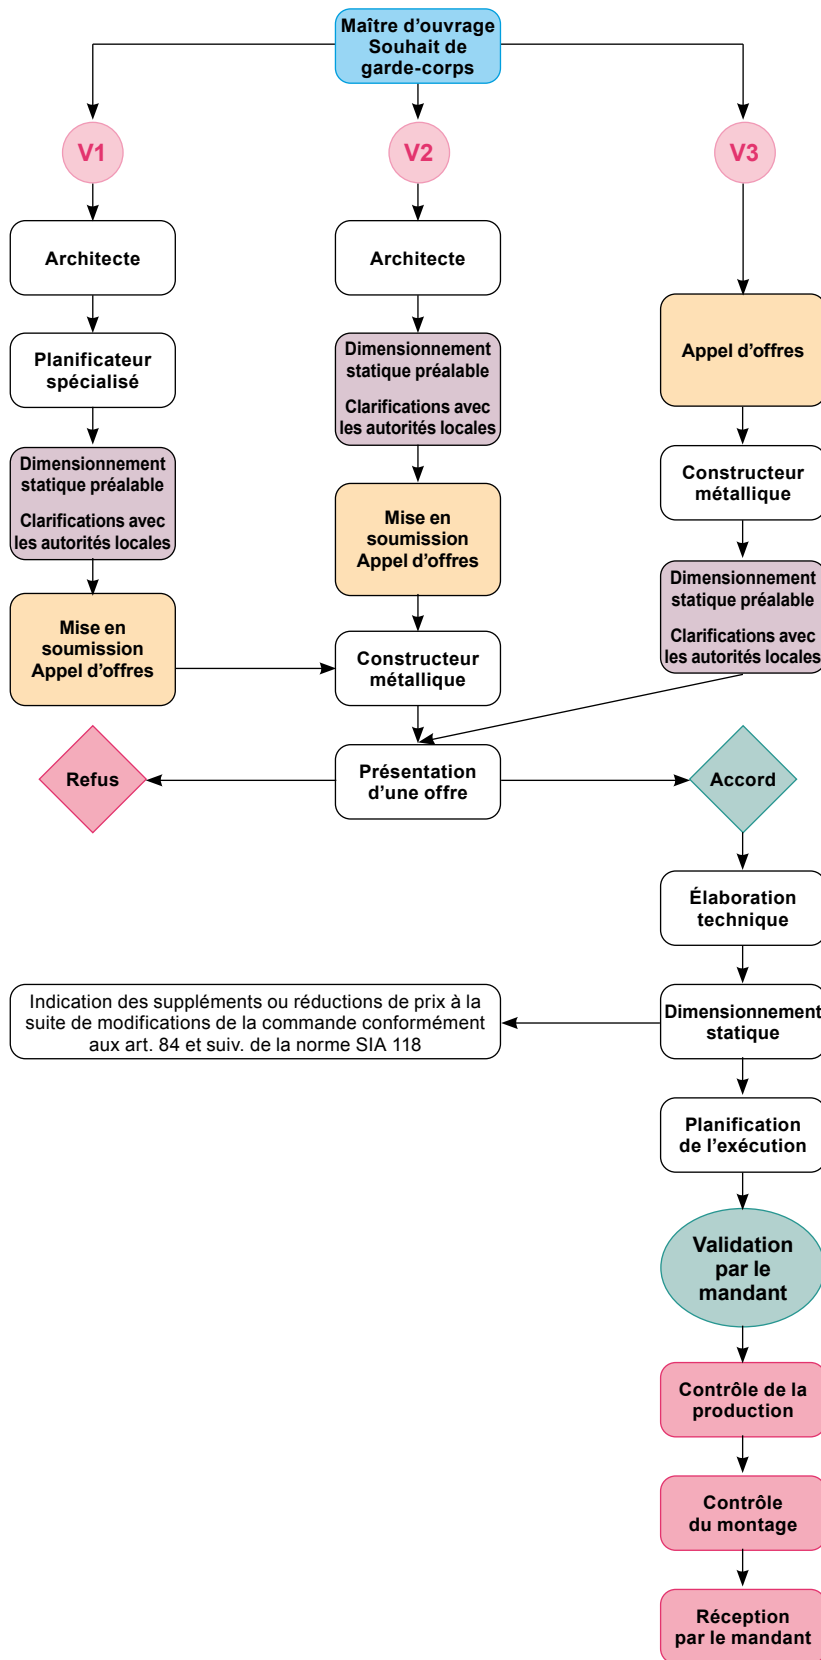 Maître d'ouvrage
Souhait de
garde-corps
V1
V2
V3
Architecte
Architecte
Appel d'offres
Planificateur
spécialisé
Dimensionnement
statique préalable
Clarifications avec
les autorités locales
Dimensionnement
statique préalable
Clarifications avec
les autorités locales
Mise en
soumission
Appel d'offres
Constructeur
métallique
Mise en
soumission
Appel d'offres
Constructeur
métallique
Dimensionnement
statique préalable
Clarifications avec
les autorités locales
Refus
Présentation
d'une offre
Accord
Élaboration
technique
Indication des suppléments ou réductions de prix à la
suite de modifications de la commande conformément
aux art. 84 et suiv. de la norme SIA 118
Dimensionnement
statique
Planification
de l'exécution
Validation
par le
mandant
Contrôle de la
production
Contrôle
du montage
Réception
par le mandant